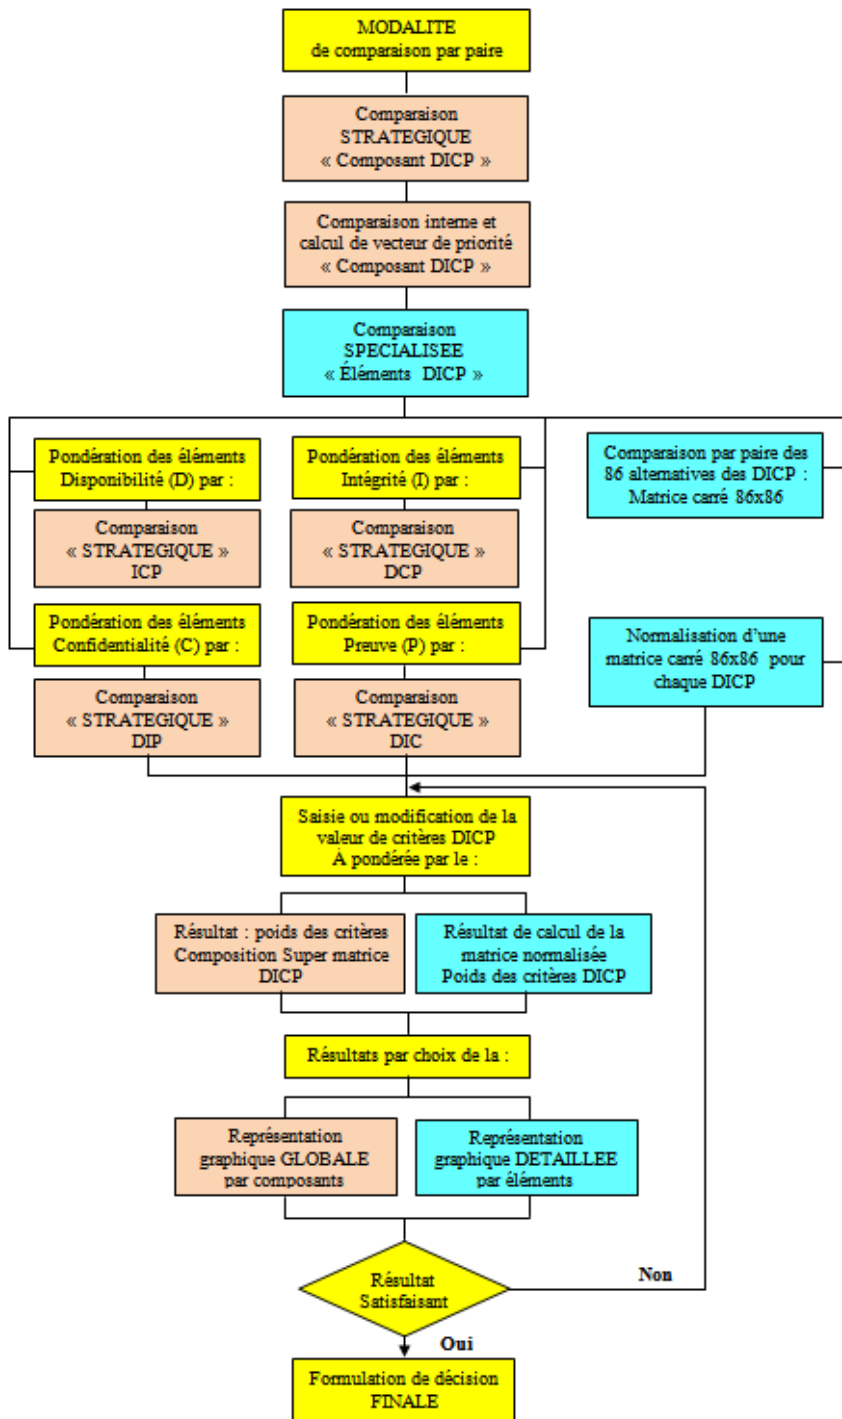 MODALITE
de comparaison par paire
Comparaison
STRATEGIQUE
« Composant DICP »
Comparaison interne et
calcul de vecteur de priorité
« Composant DICP »
Comparaison
SPECIALISEE
« Éléments DICP »
Pondération des éléments
Disponibilité (D) par :
Pondération des éléments
Intégrité (I) par :
Comparaison par paire des
86 alternatives des DICP :
Matrice carré 86x86
Comparaison
« STRATEGIQUE »
ICP
Comparaison
« STRATEGIQUE »
DCP
Pondération des éléments
Confidentialité (C) par :
Pondération des éléments
Preuve (P) par :
Normalisation d'une
matrice carré 86x86 pour
chaque DICP
Comparaison
« STRATEGIQUE »
DIP
Comparaison
« STRATEGIQUE »
DIC
Saisie ou modification de la
valeur de critères DICP
À pondérée par le :
Résultat : poids des critères
Composition Super matrice
DICP
Résultat de calcul de la
matrice normalisée
Poids des critères DICP
Résultats par choix de la :
Représentation
graphique GLOBALE
par composants
Représentation
graphique DETAILLEE
par éléments
Résultat
Satisfaisant
Non
Oui
Formulation de décision
FINALE